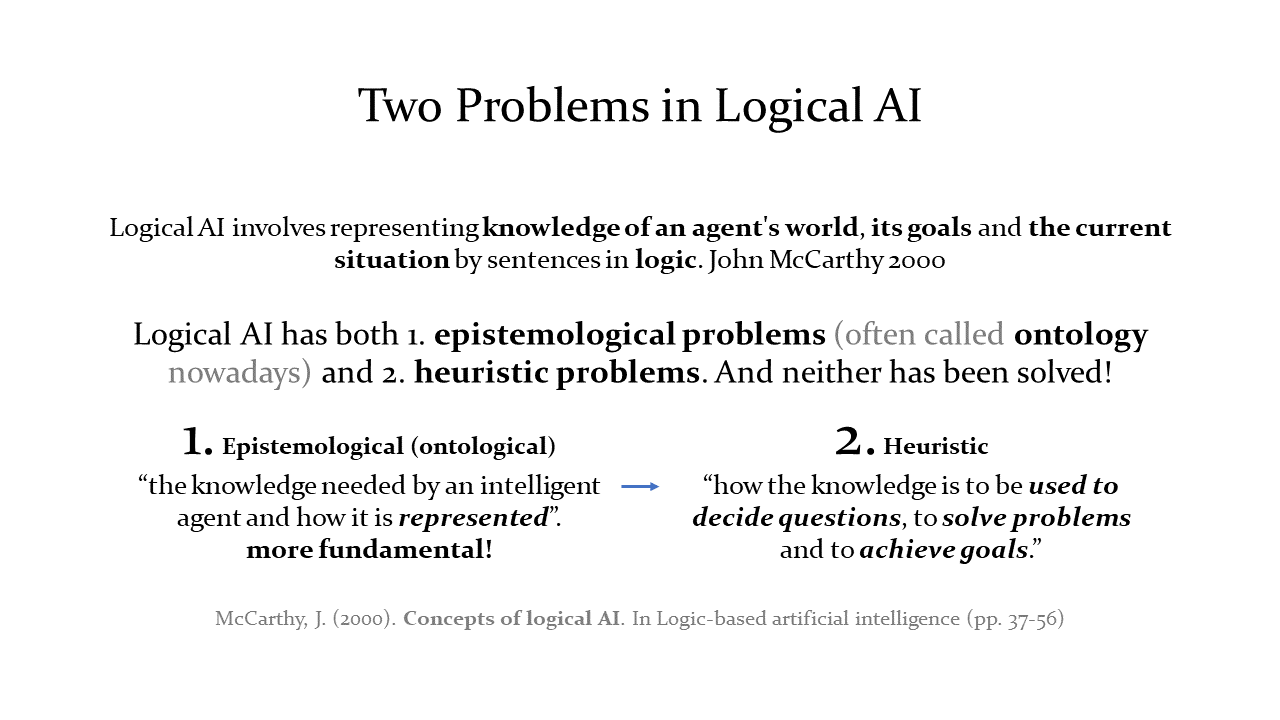 Two Problems in Logical AI
Logical AI involves representing knowledge of an agent's world, its goals and the current
situation by sentences in logic. John McCarthy 2000
Logical AI has both 1. epistemological problems (often called ontology
nowadays) and 2. heuristic problems. And neither has been solved!
1. Epistemological (ontological)
“the knowledge needed by an intelligent
agent and how it is represented”.
more fundamental!
2. Heuristic
“how the knowledge is to be used to
decide questions, to solve problems
and to achieve goals.”
McCarthy, J. (2000). Concepts of logical AI. In Logic-based artificial intelligence (pp. 37-56)